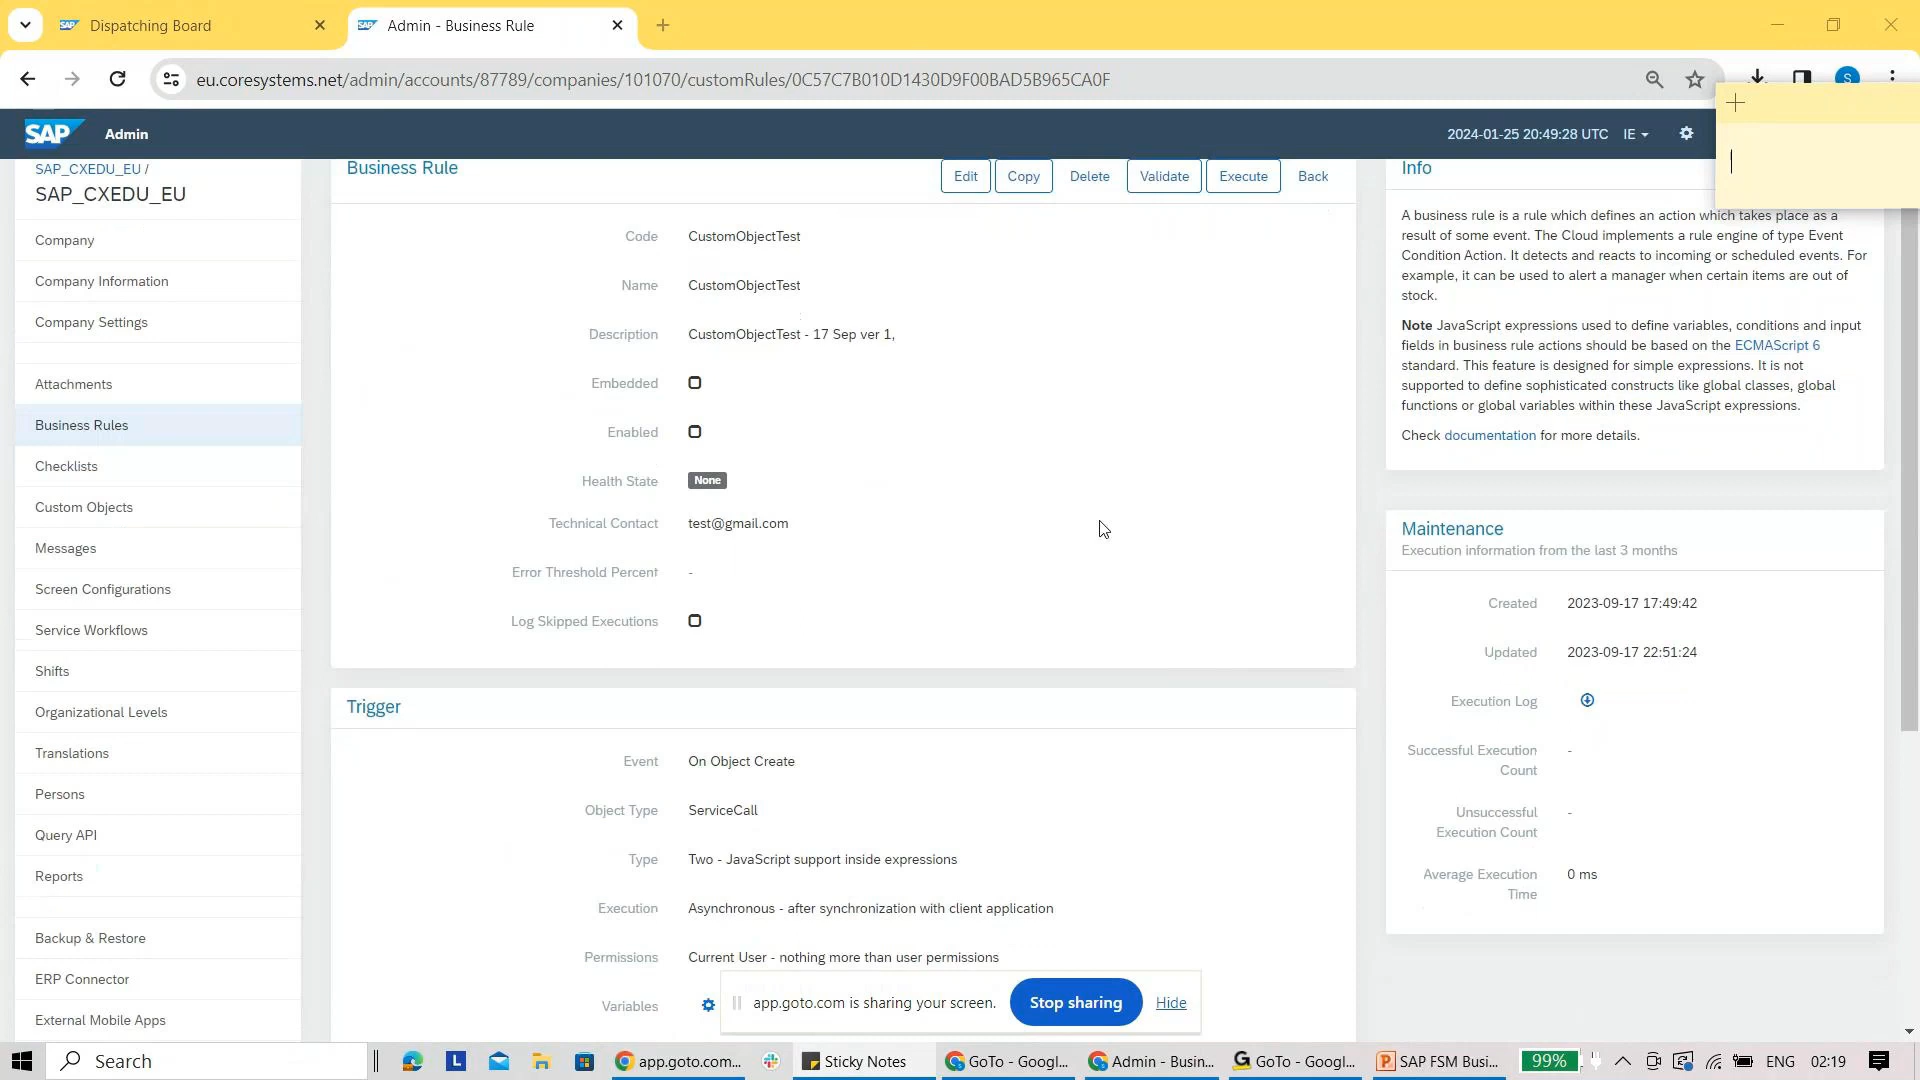 Dispatching Board
Admin - Business Rule
eu.coresystems.net/admin/accounts/87789/companies/101070/customRules/0C57C7B010D1430D9F00BAD5B965CA0F
S
SAP
Admin
2024-01-25 20:49:28 UTC
IE
SAP_CXEDU_EU /
SAP_CXEDU_EU
Company
Company Information
Company Settings
Attachments
Business Rules
Checklists
Custom Objects
Messages
Screen Configurations
Service Workflows
Shifts
Organizational Levels
Translations
Persons
Query API
Reports
Backup & Restore
ERP Connector
External Mobile Apps
Business Rule
Edit
Copy
Delete
Validate
Execute
Back
Code CustomObjectTest
Name CustomObjectTest
Description CustomObjectTest - 17 Sep ver 1,
Embedded
Enabled
Health State None
Technical Contact test@gmail.com
Error Threshold Percent -
Log Skipped Executions
Trigger
Event On Object Create
Object Type ServiceCall
Type Two - JavaScript support inside expressions
Execution Asynchronous - after synchronization with client application
Permissions Current User - nothing more than user permissions
Variables
app.goto.com is sharing your screen.
Stop sharing
Hide
Info
A business rule is a rule which defines an action which takes place as a
result of some event. The Cloud implements a rule engine of type Event
Condition Action. It detects and reacts to incoming or scheduled events. For
example, it can be used to alert a manager when certain items are out of
stock.
Note JavaScript expressions used to define variables, conditions and input
fields in business rule actions should be based on the ECMAScript 6
standard. This feature is designed for simple expressions. It is not
supported to define sophisticated constructs like global classes, global
functions or global variables within these JavaScript expressions.
Check documentation for more details.
Maintenance
Execution information from the last 3 months
Created 2023-09-17 17:49:42
Updated 2023-09-17 22:51:24
Execution Log
Successful Execution -
Count
Unsuccessful -
Execution Count
Average Execution 0 ms
Time
Search
app.goto.com...
Sticky Notes
GoTo - Googl...
Admin - Busin...
GoTo - Googl...
SAP FSM Busi...
99%
ENG
02:19